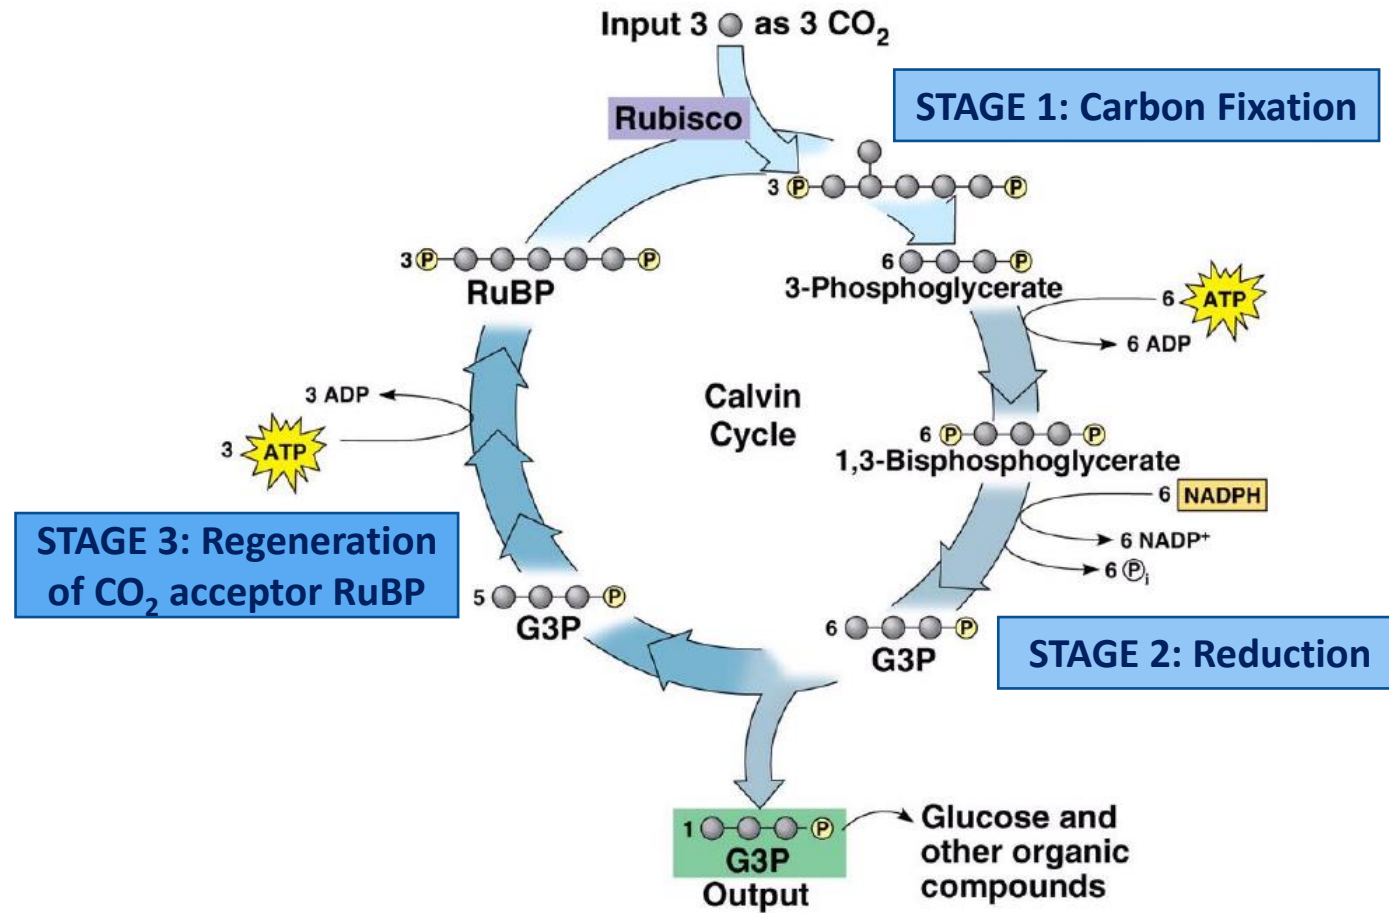 Input 3 as 3 CO₂
STAGE 1: Carbon Fixation
Rubisco
3 P P
3 P P
RuBP
6 P
3-Phosphoglycerate
6 ATP
6 ADP
3 ADP
3 ATP
Calvin
Cycle
6 P P
1,3-Bisphosphoglycerate
6 NADPH
6 NADP⁺
6 Pᵢ
STAGE 3: Regeneration
of CO₂ acceptor RuBP
5 P
G3P
6 P
G3P
STAGE 2: Reduction
1 P
G3P
Output
Glucose and
other organic
compounds